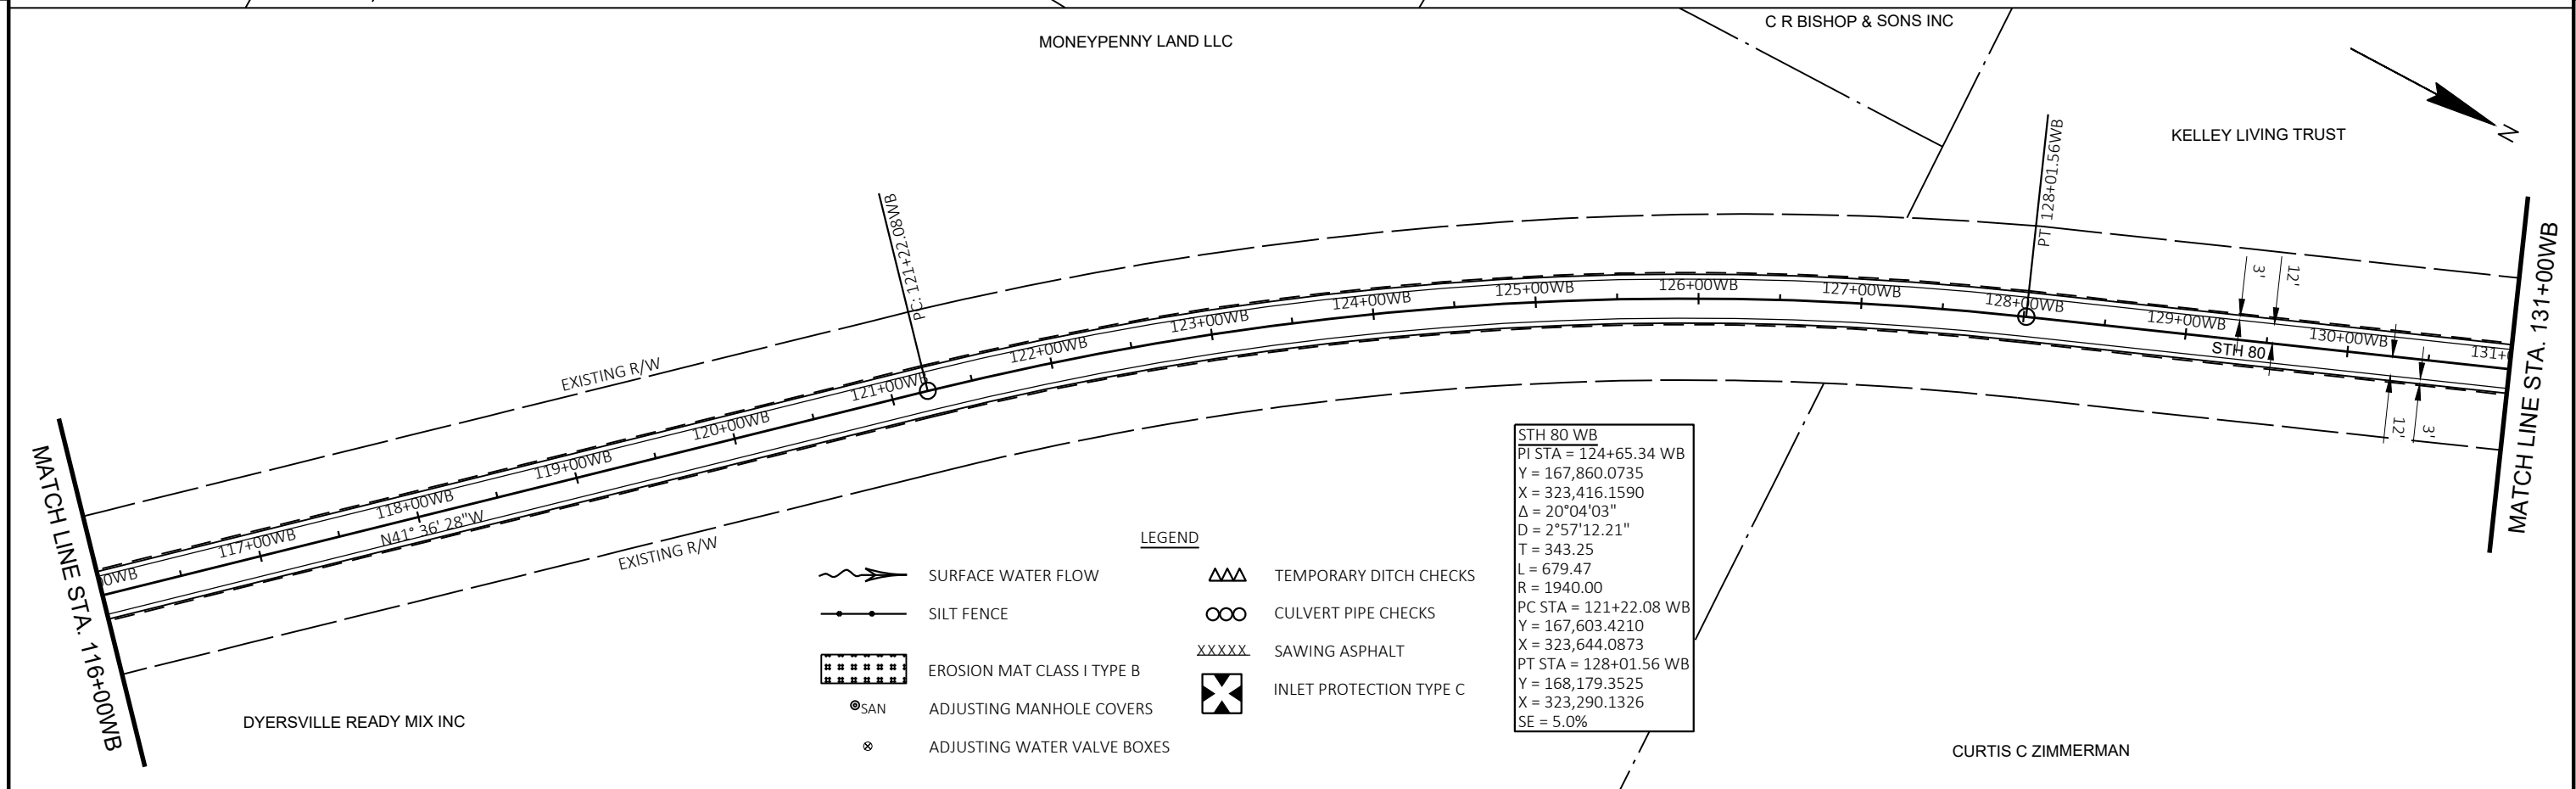 C R BISHOP & SONS INC
MONEYPENNY LAND LLC
KELLEY LIVING TRUST
N
PC: 121+22.08WB
PT 128+01.56WB
3'
12'
EXISTING R/W
00WB
117+00WB
118+00WB
119+00WB
120+00WB
121+00WB
122+00WB
123+00WB
124+00WB
125+00WB
126+00WB
127+00WB
128+00WB
129+00WB
130+00WB
131+0
STH 80
N41° 36' 28"W
EXISTING R/W
12'
3'
MATCH LINE STA. 116+00WB
MATCH LINE STA. 131+00WB
DYERSVILLE READY MIX INC
LEGEND
SURFACE WATER FLOW
SILT FENCE
EROSION MAT CLASS I TYPE B
SAN ADJUSTING MANHOLE COVERS
ADJUSTING WATER VALVE BOXES
TEMPORARY DITCH CHECKS
CULVERT PIPE CHECKS
XXXXX SAWING ASPHALT
INLET PROTECTION TYPE C
STH 80 WB
PI STA = 124+65.34 WB
Y = 167,860.0735
X = 323,416.1590
Δ = 20°04'03"
D = 2°57'12.21"
T = 343.25
L = 679.47
R = 1940.00
PC STA = 121+22.08 WB
Y = 167,603.4210
X = 323,644.0873
PT STA = 128+01.56 WB
Y = 168,179.3525
X = 323,290.1326
SE = 5.0%
CURTIS C ZIMMERMAN